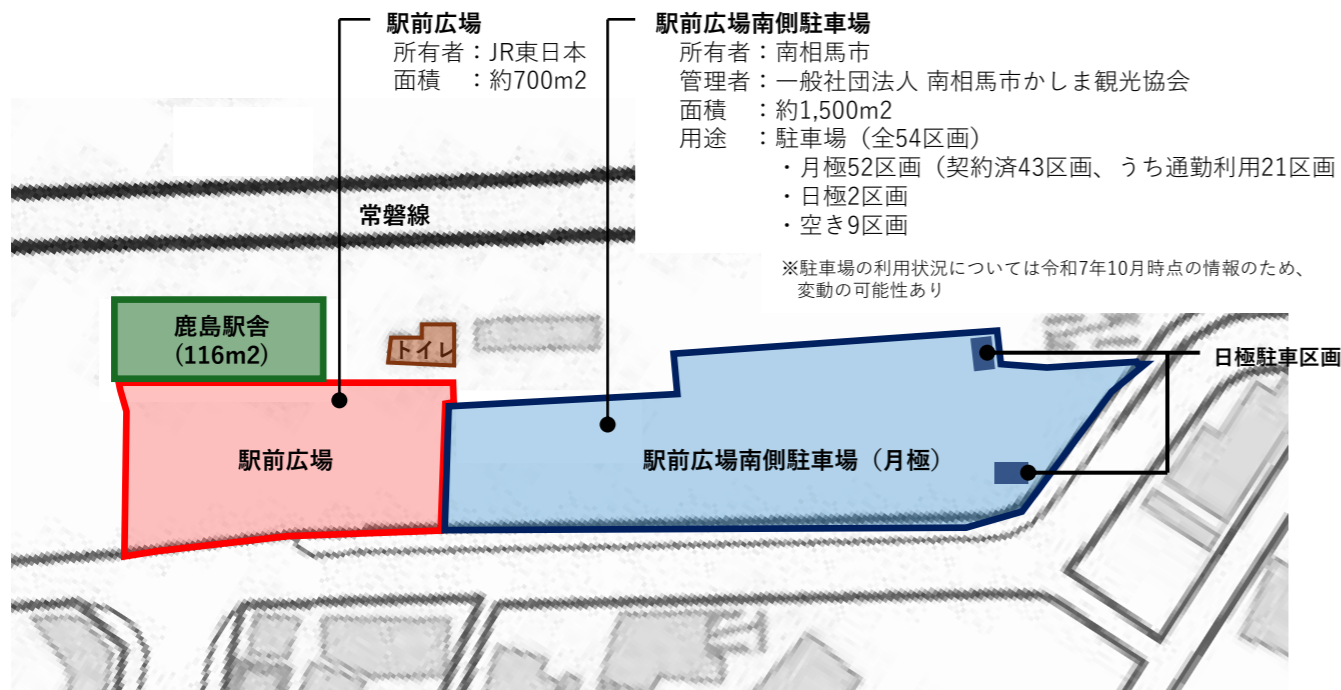 駅前広場
所有者：JR東日本
面積　：約700m2
駅前広場南側駐車場
所有者：南相馬市
管理者：一般社団法人 南相馬市かしま観光協会
面積　：約1,500m2
用途　：駐車場（全54区画）
・月極52区画（契約済43区画、うち通勤利用21区画
・日極2区画
・空き9区画
※駐車場の利用状況については令和7年10月時点の情報のため、
変動の可能性あり
常磐線
鹿島駅舎
(116m2)
トイレ
日極駐車区画
駅前広場
駅前広場南側駐車場（月極）